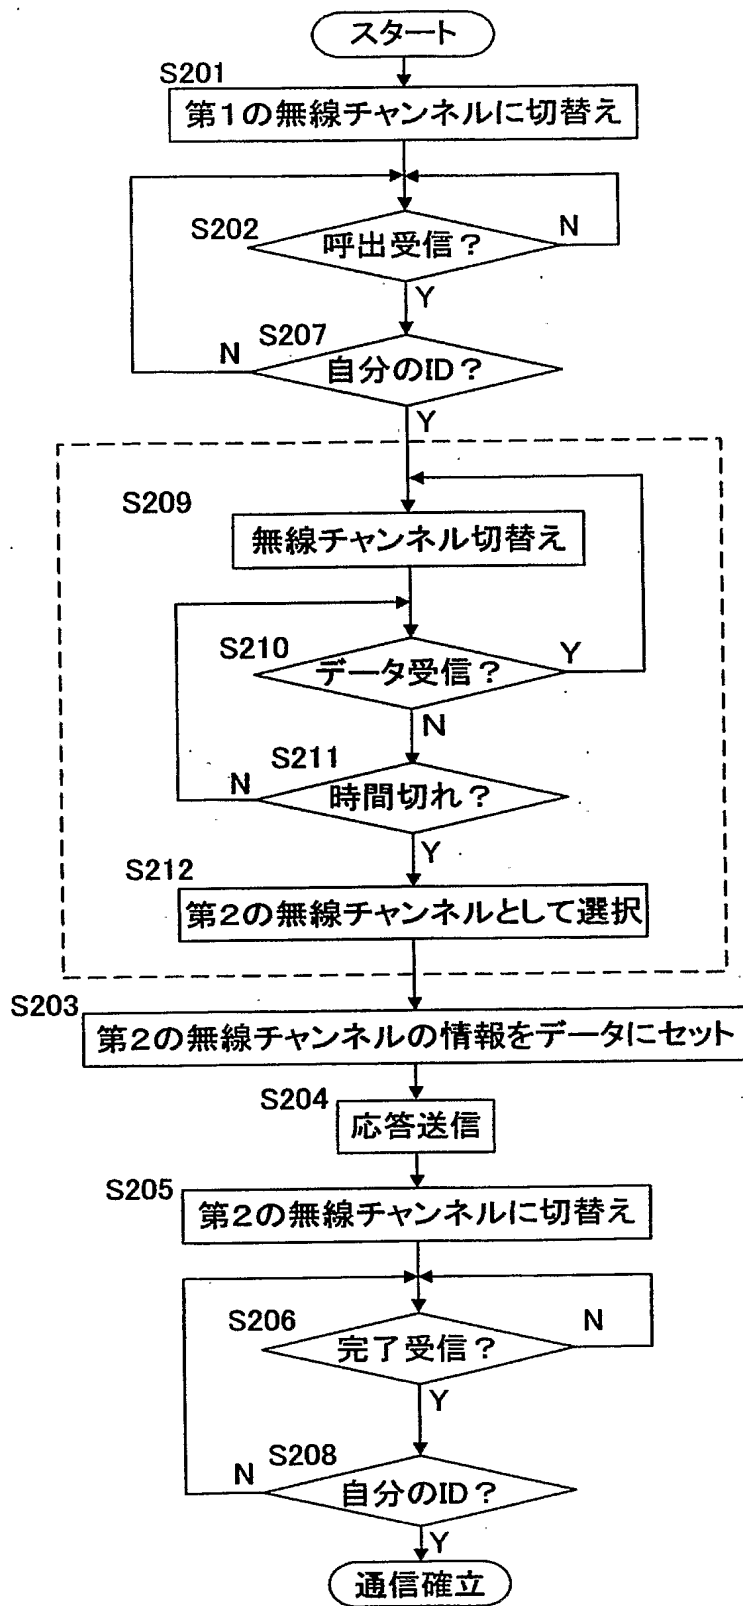 スタート
S201
第1の無線チャンネルに切替え
S202
呼出受信？
N
Y
S207
N
自分のID？
Y
S209
無線チャンネル切替え
S210
データ受信？
Y
N
S211
N
時間切れ？
Y
S212
第2の無線チャンネルとして選択
S203
第2の無線チャンネルの情報をデータにセット
S204
応答送信
S205
第2の無線チャンネルに切替え
S206
完了受信？
N
Y
S208
N
自分のID？
Y
通信確立